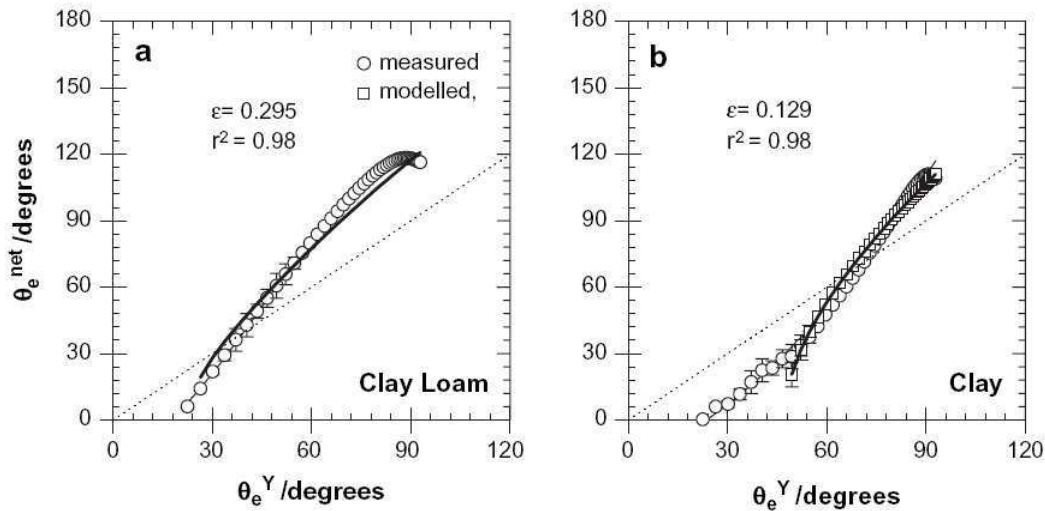 180
150
120
90
60
30
0
θe^net /degrees
a
measured
modelled,
ε= 0.295
r² = 0.98
Clay Loam
0 30 60 90 120
θe^Y /degrees
180
150
120
90
60
30
0
b
ε= 0.129
r² = 0.98
Clay
0 30 60 90 120
θe^Y /degrees